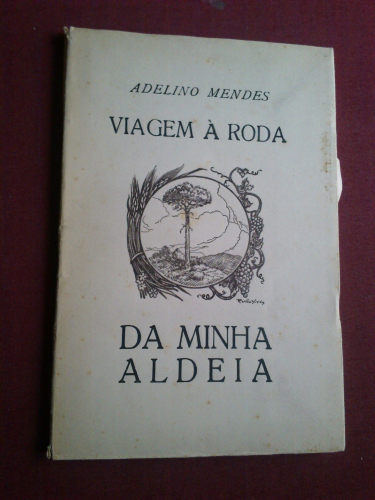 ADELINO MENDES
VIAGEM À RODA
DA MINHA
ALDEIA